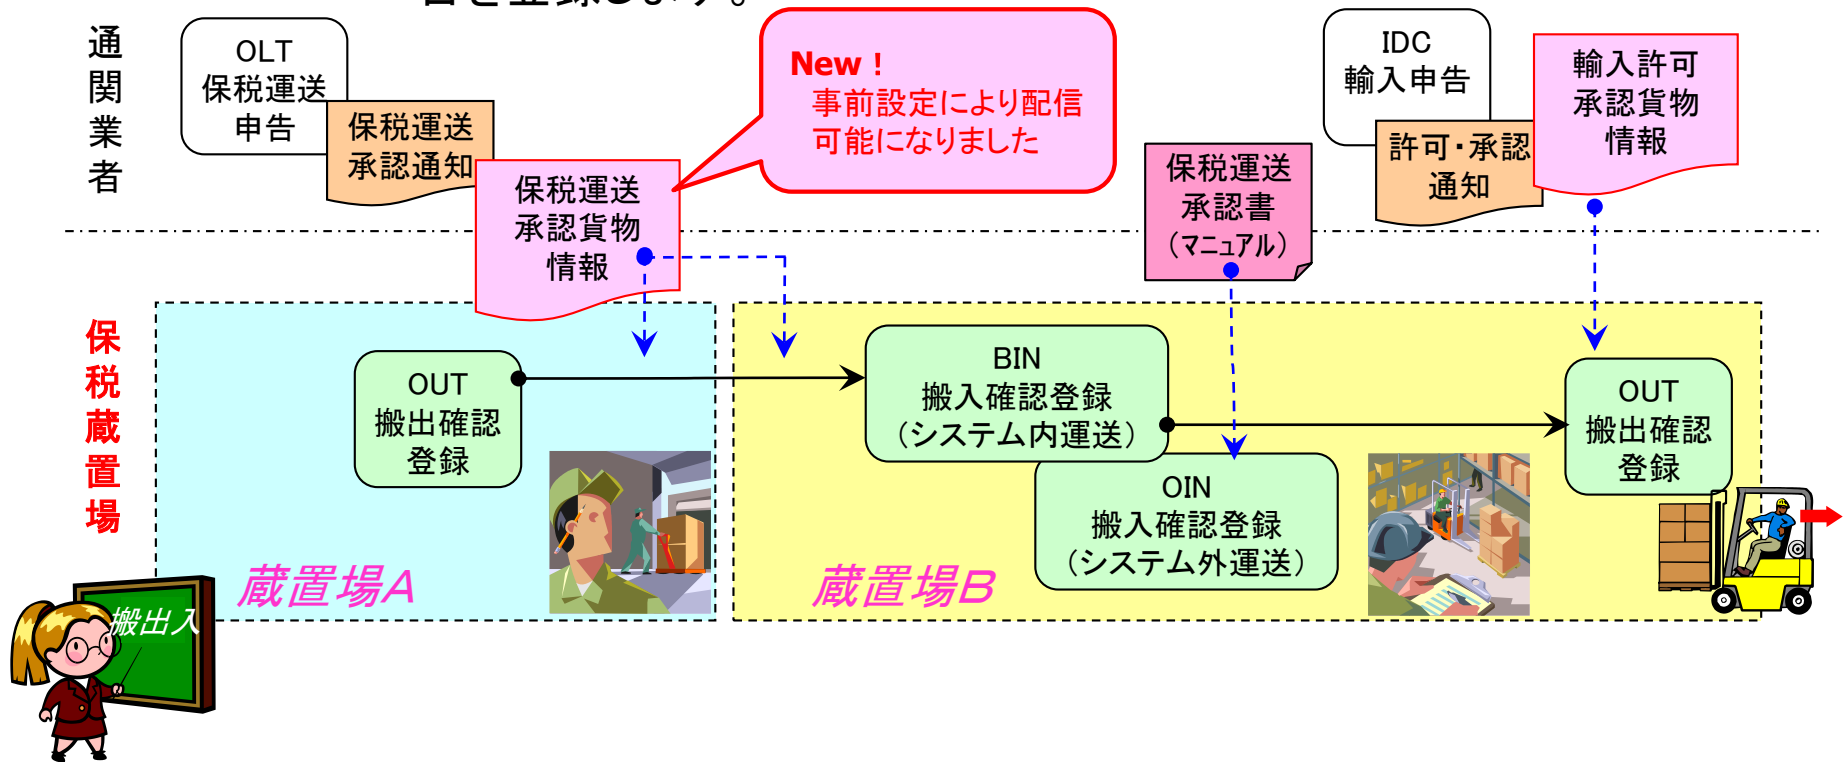 通
関
業
者
OLT
保税運送
申告
保税運送
承認通知
保税運送
承認貨物
情報
New！
事前設定により配信
可能になりました
保税運送
承認書
（マニュアル）
IDC
輸入申告
許可・承認
通知
輸入許可
承認貨物
情報
保
税
蔵
置
場
OUT
搬出確認
登録
蔵置場A
BIN
搬入確認登録
（システム内運送）
OIN
搬入確認登録
（システム外運送）
蔵置場B
OUT
搬出確認
登録
搬出入